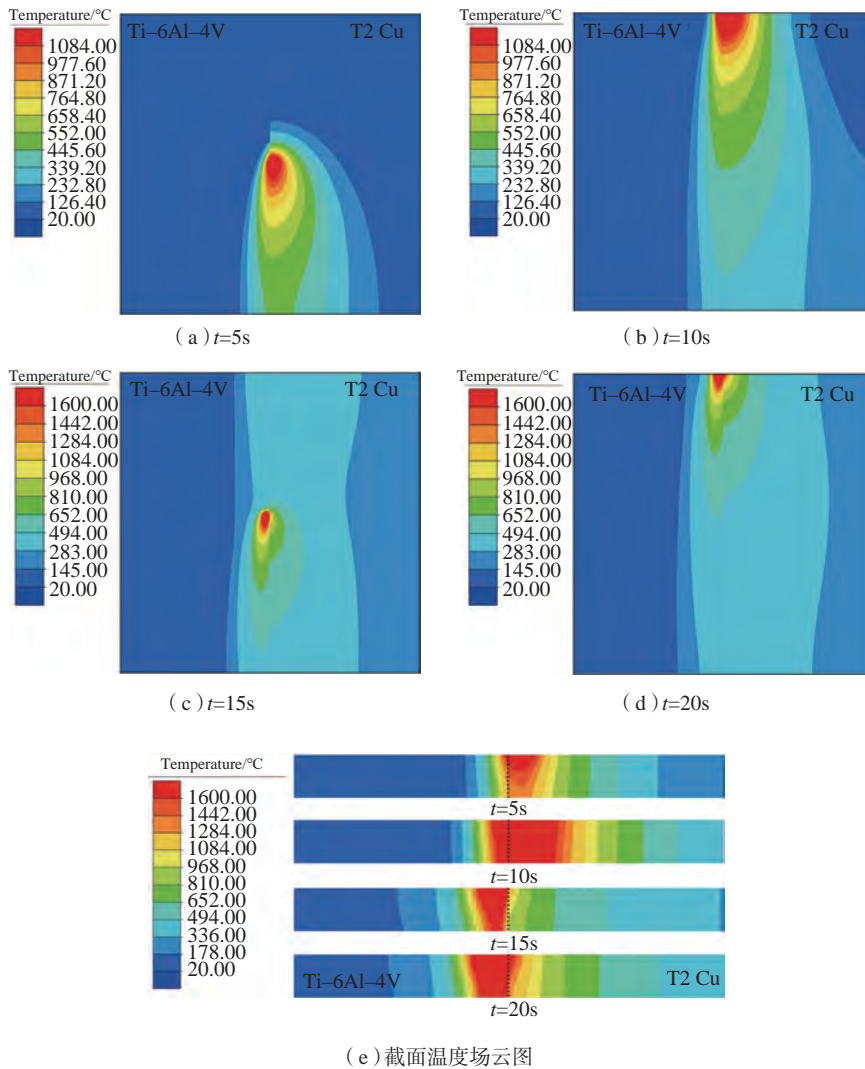 Temperature/°C
1084.00
977.60
871.20
764.80
658.40
552.00
445.60
339.20
232.80
126.40
20.00
Ti–6Al–4V
T2 Cu
（a）t=5s
Temperature/°C
1084.00
977.60
871.20
764.80
658.40
552.00
445.60
339.20
232.80
126.40
20.00
Ti–6Al–4V
T2 Cu
（b）t=10s
Temperature/°C
1600.00
1442.00
1284.00
1084.00
968.00
810.00
652.00
494.00
283.00
145.00
20.00
Ti–6Al–4V
T2 Cu
（c）t=15s
Temperature/°C
1600.00
1442.00
1284.00
1084.00
968.00
810.00
652.00
494.00
283.00
145.00
20.00
Ti–6Al–4V
T2 Cu
（d）t=20s
Temperature/°C
1600.00
1442.00
1284.00
1084.00
968.00
810.00
652.00
494.00
336.00
178.00
20.00
t=5s
t=10s
t=15s
Ti–6Al–4V
T2 Cu
t=20s
（e）截面温度场云图